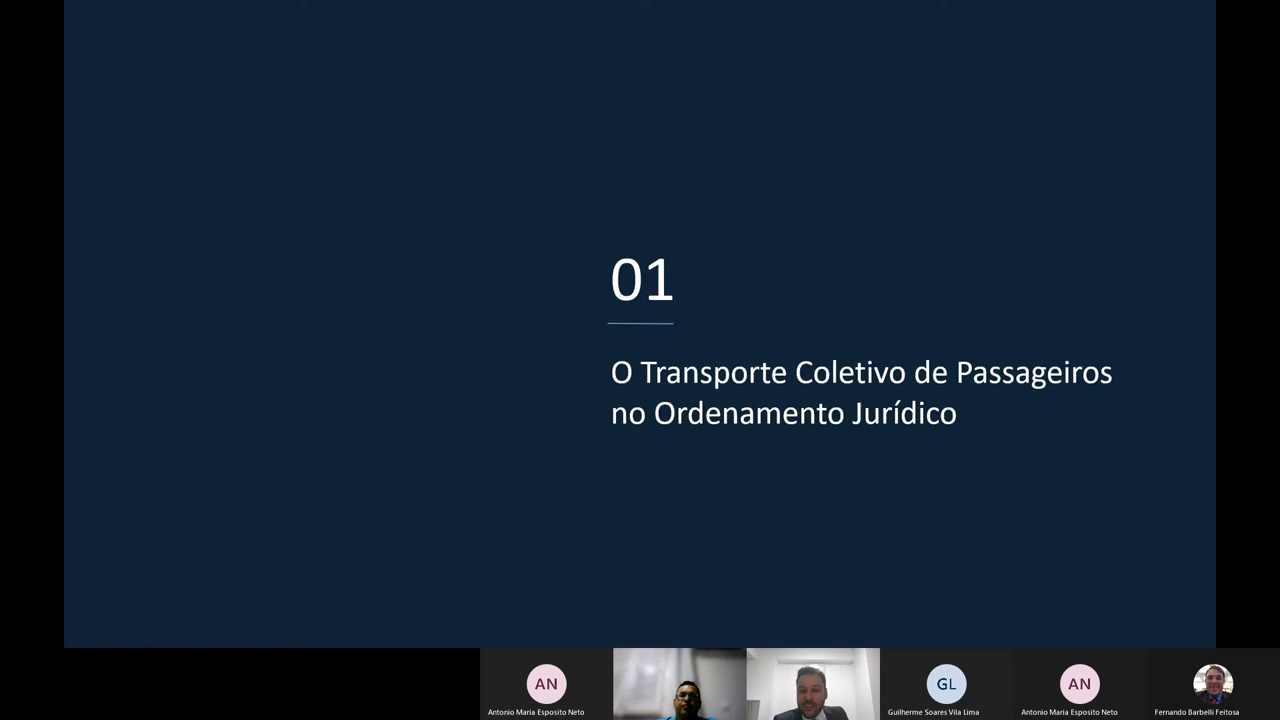 01
O Transporte Coletivo de Passageiros
no Ordenamento Jurídico
AN
GL
AN
Antonio Maria Esposito Neto
Guilherme Soares Vila Lima
Antonio Maria Esposito Neto
Fernando Barbelli Feitosa